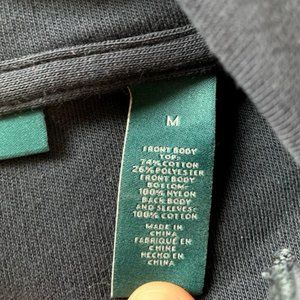 M
FRONT BODY
TOP:
74% COTTON
26% POLYESTER
FRONT BODY
BOTTOM:
100% NYLON
BACK BODY
AND SLEEVES:
100% COTTON
MADE IN
CHINA
FABRIQUÉ EN
CHINE
HECHO EN
CHINA